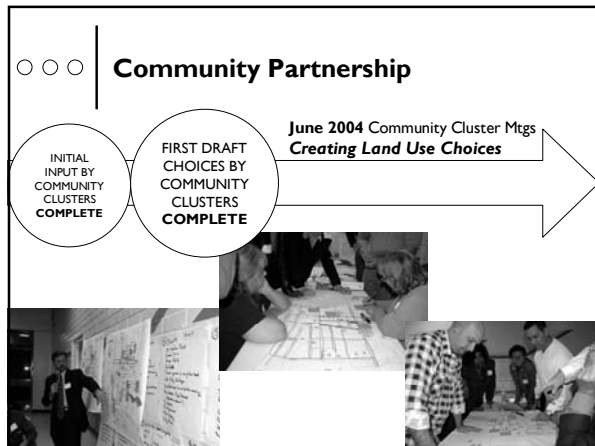 Community Partnership
INITIAL
INPUT BY
COMMUNITY
CLUSTERS
COMPLETE
FIRST DRAFT
CHOICES BY
COMMUNITY
CLUSTERS
COMPLETE
June 2004 Community Cluster Mtgs
Creating Land Use Choices